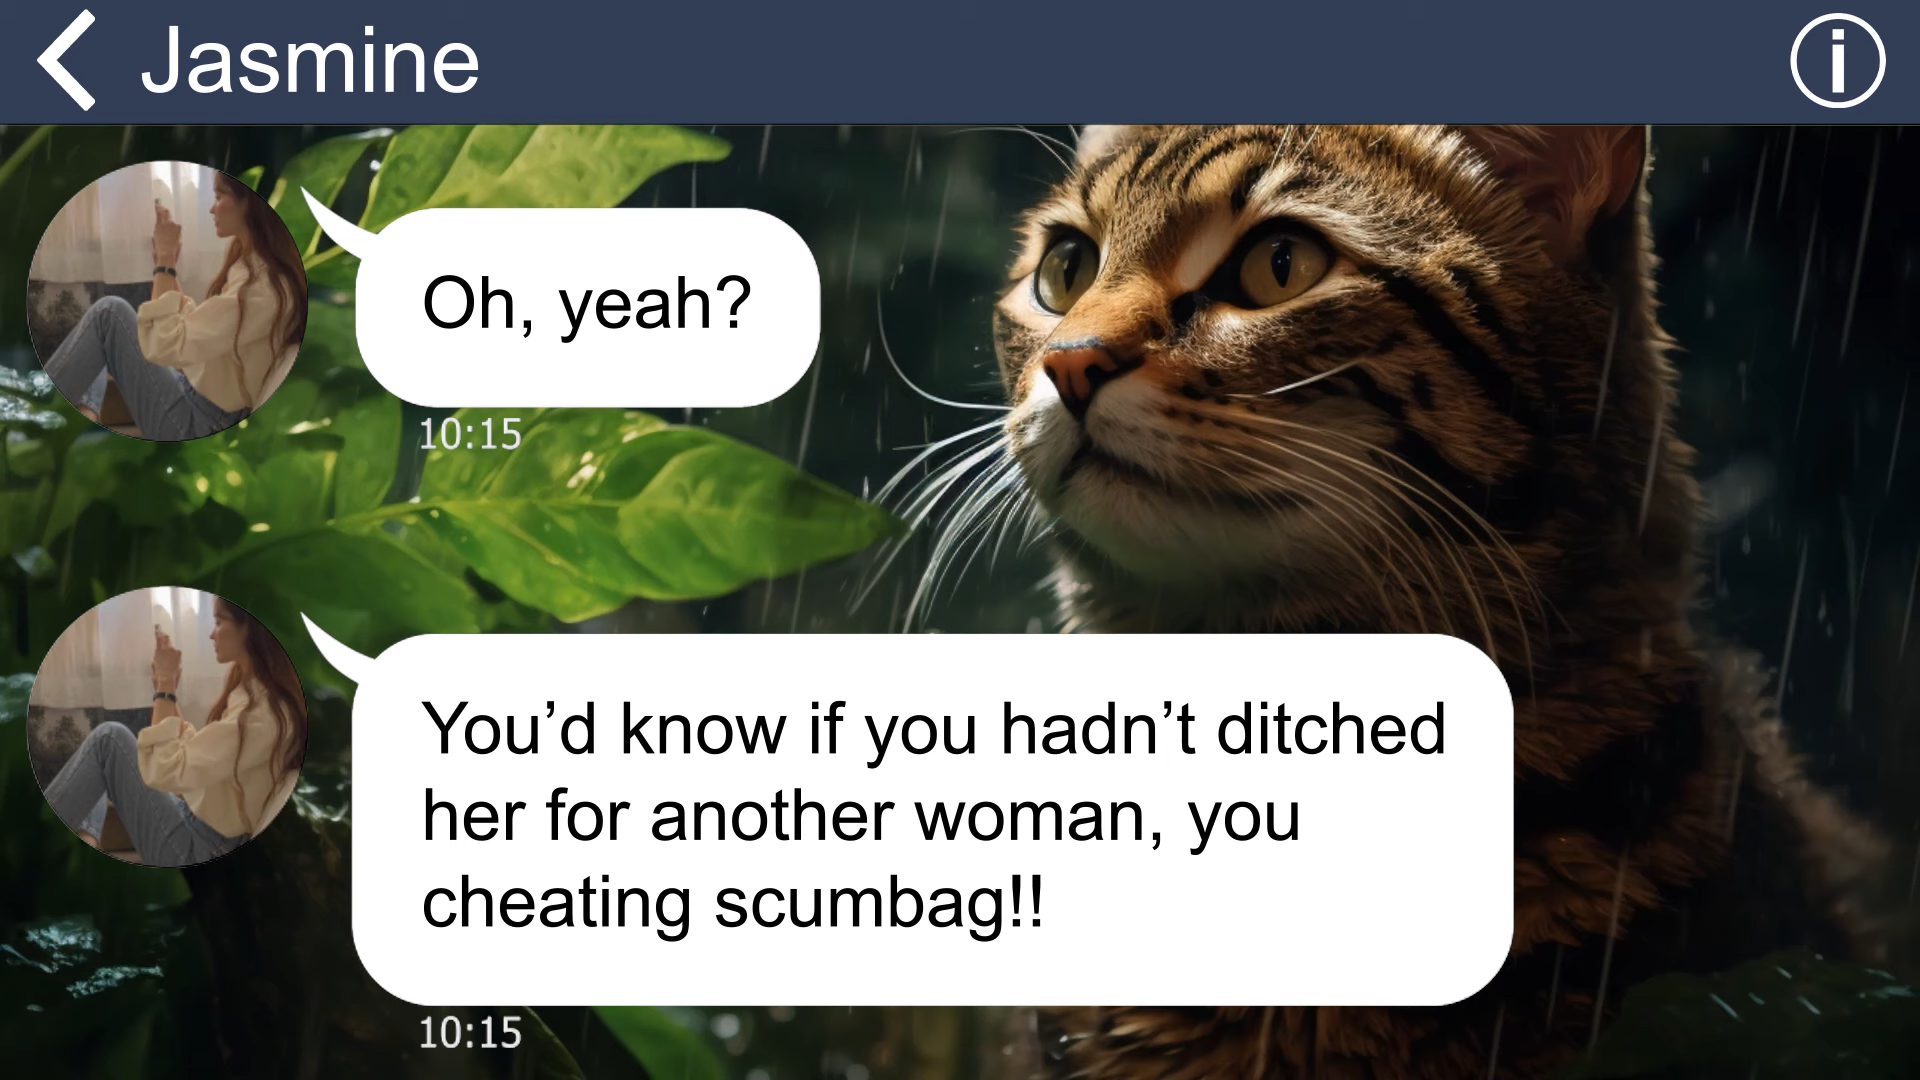 Jasmine
Oh, yeah?
10:15
You’d know if you hadn’t ditched
her for another woman, you
cheating scumbag!!
10:15